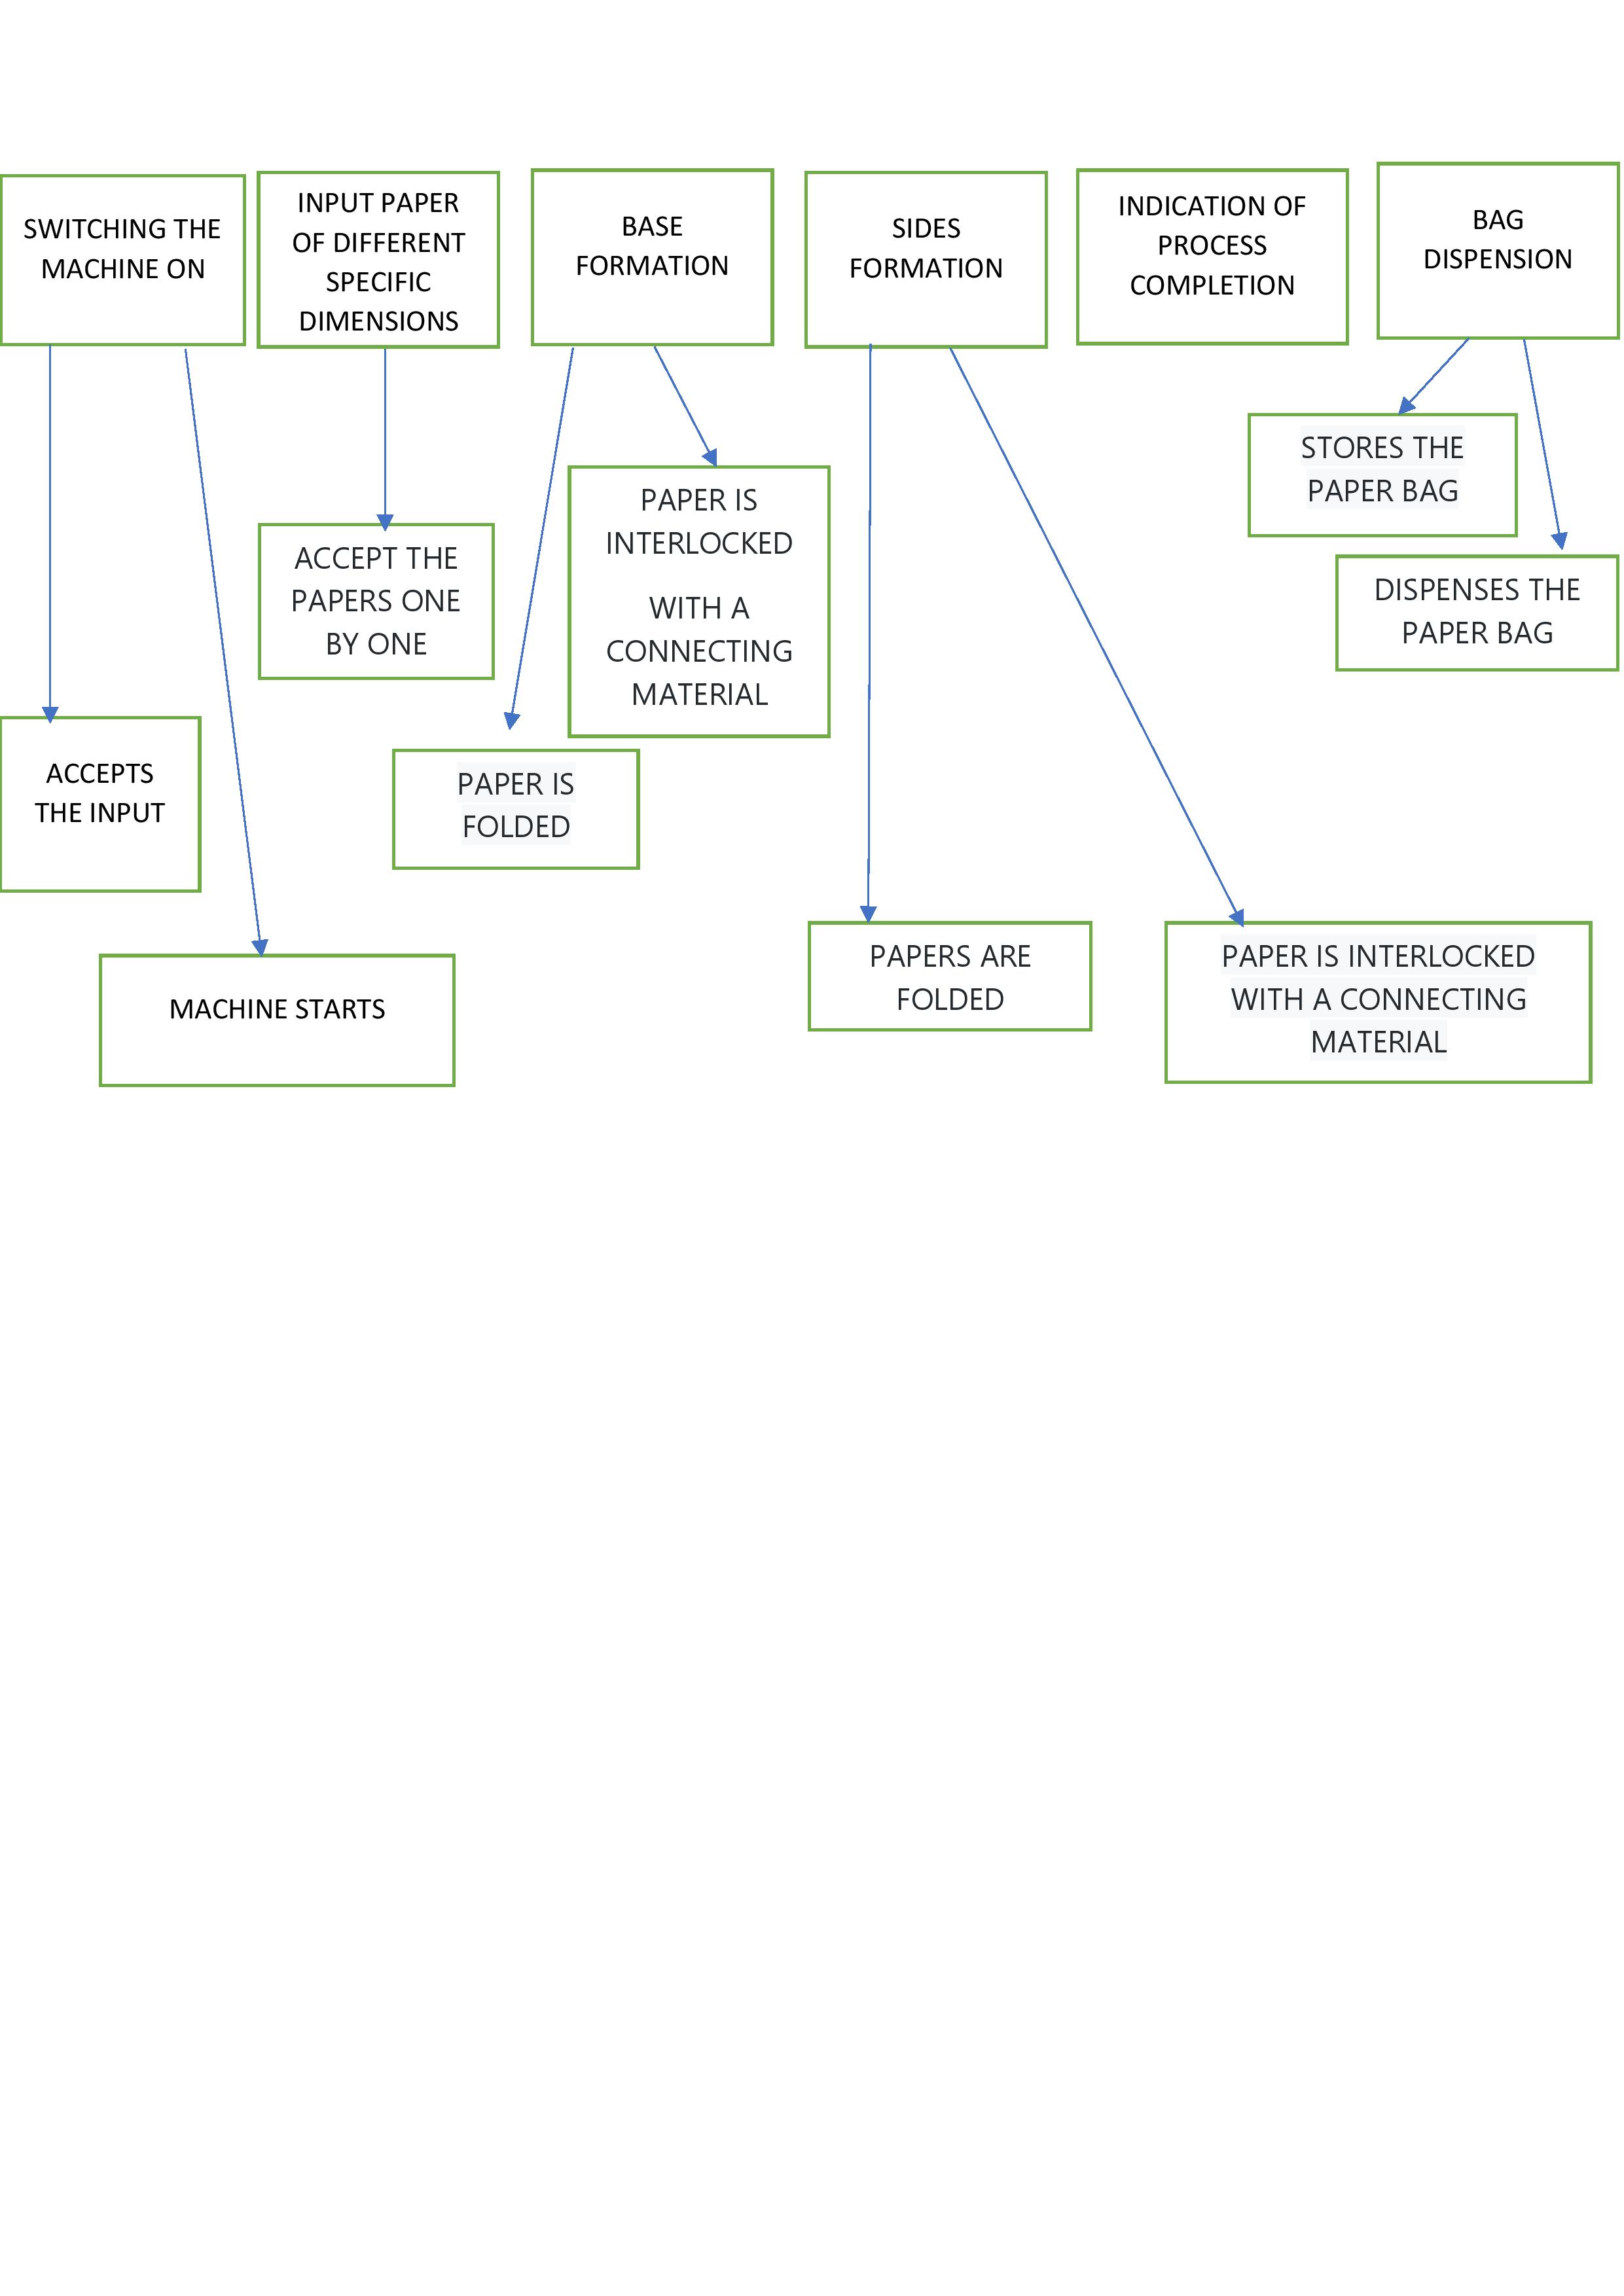 SWITCHING THE
MACHINE ON
INPUT PAPER
OF DIFFERENT
SPECIFIC
DIMENSIONS
BASE
FORMATION
SIDES
FORMATION
INDICATION OF
PROCESS
COMPLETION
BAG
DISPENSION
STORES THE
PAPER BAG
PAPER IS
INTERLOCKED
WITH A
CONNECTING
MATERIAL
ACCEPT THE
PAPERS ONE
BY ONE
DISPENSES THE
PAPER BAG
ACCEPTS
THE INPUT
PAPER IS
FOLDED
MACHINE STARTS
PAPERS ARE
FOLDED
PAPER IS INTERLOCKED
WITH A CONNECTING
MATERIAL